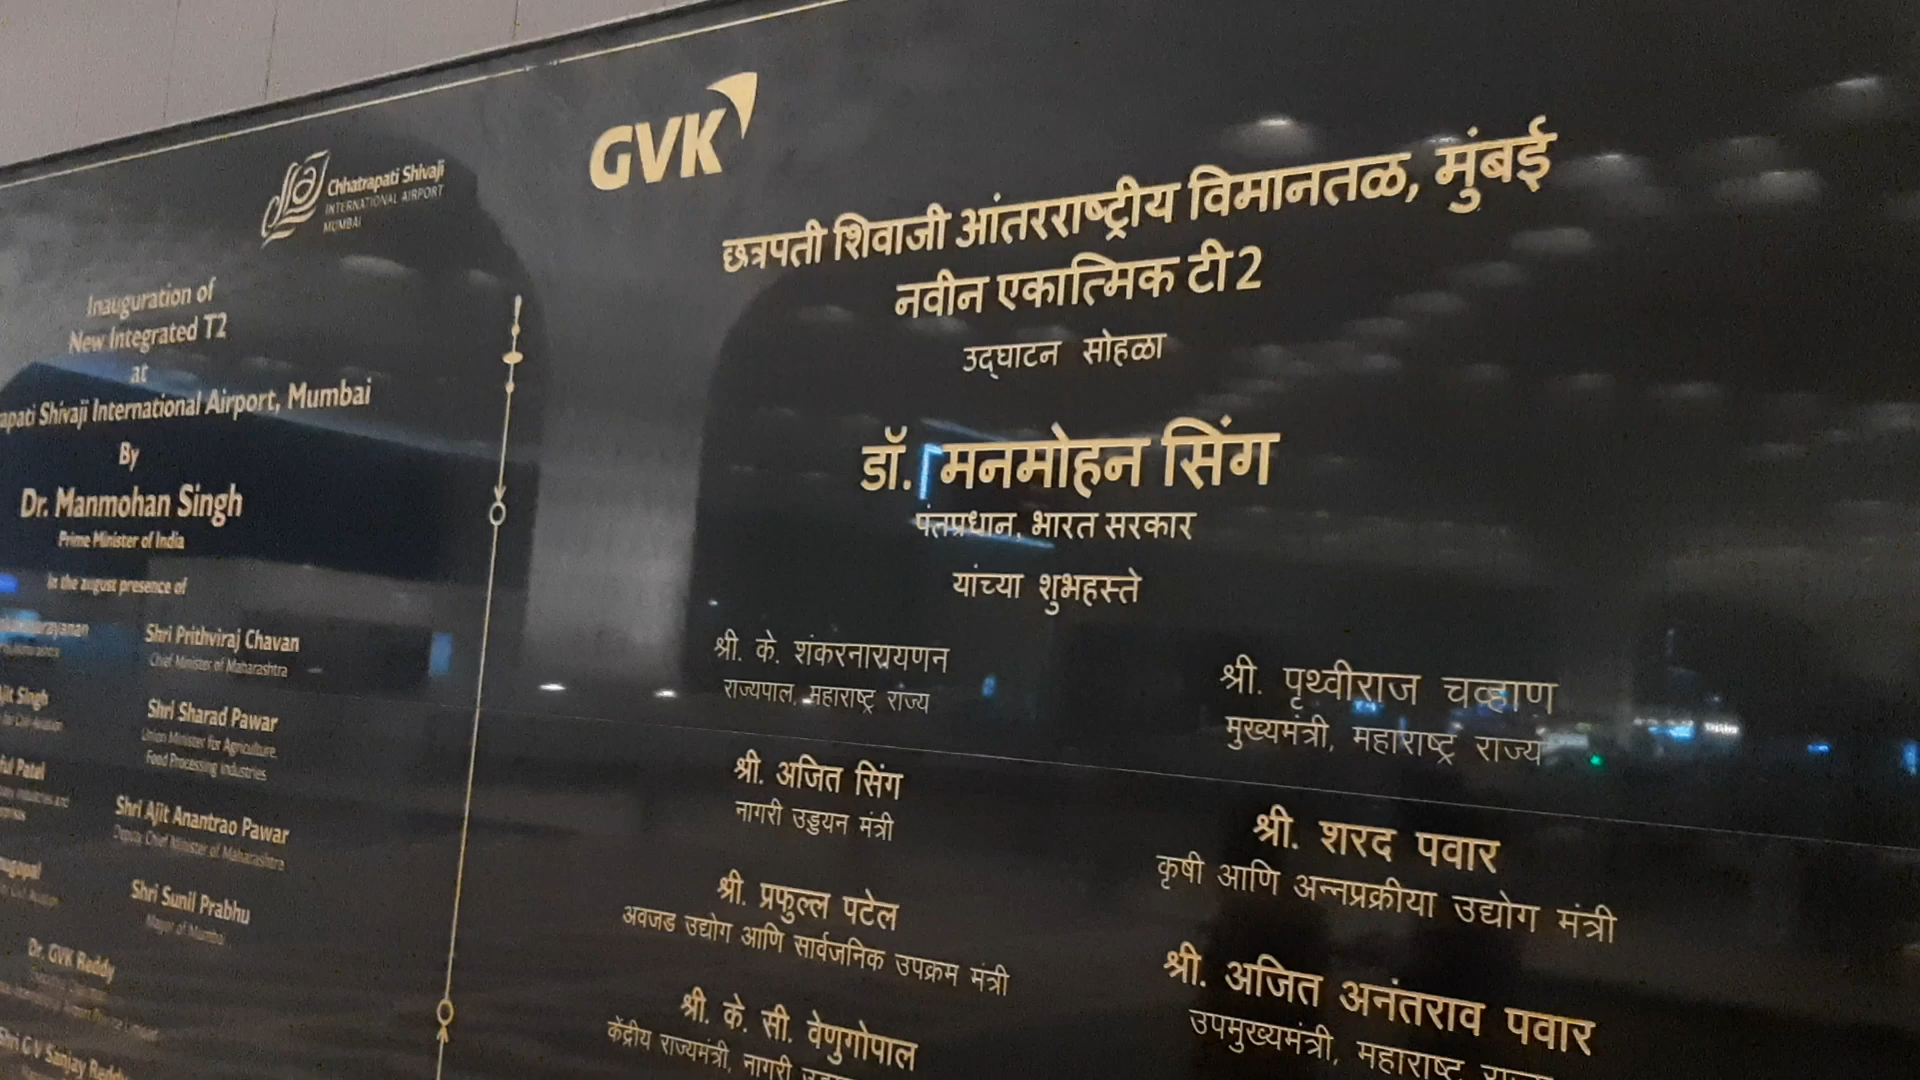 Chhatrapati Shivaji
INTERNATIONAL AIRPORT
MUMBAI
Inauguration of
New Integrated T2
at
apati Shivaji International Airport, Mumbai
By
Dr. Manmohan Singh
Prime Minister of India
In the august presence of
arayanan
Shri Prithviraj Chavan
Chief Minister of Maharashtra
Ajit Singh
Shri Sharad Pawar
Union Minister for Agriculture,
Food Processing Industries
ful Patel
Shri Ajit Anantrao Pawar
Deputy Chief Minister of Maharashtra
nugopal
Shri Sunil Prabhu
Mayor of Mumbai
Dr. GVK Reddy
Shri G V Sanjay Reddy
GVK
छत्रपती शिवाजी आंतरराष्ट्रीय विमानतळ, मुंबई
नवीन एकात्मिक टी2
उद्‌घाटन सोहळा
डॉ. मनमोहन सिंग
पंतप्रधान, भारत सरकार
यांच्या शुभहस्ते
श्री. के. शंकरनारायणन
राज्यपाल, महाराष्ट्र राज्य
श्री. पृथ्वीराज चव्हाण
मुख्यमंत्री, महाराष्ट्र राज्य
श्री. अजित सिंग
नागरी उड्डयन मंत्री
श्री. शरद पवार
कृषी आणि अन्नप्रक्रीया उद्योग मंत्री
श्री. प्रफुल्ल पटेल
अवजड उद्योग आणि सार्वजनिक उपक्रम मंत्री
श्री. अजित अनंतराव पवार
उपमुख्यमंत्री, महाराष्ट्र
श्री. के. सी. वेणुगोपाल
केंद्रीय राज्यमंत्री, नागरी